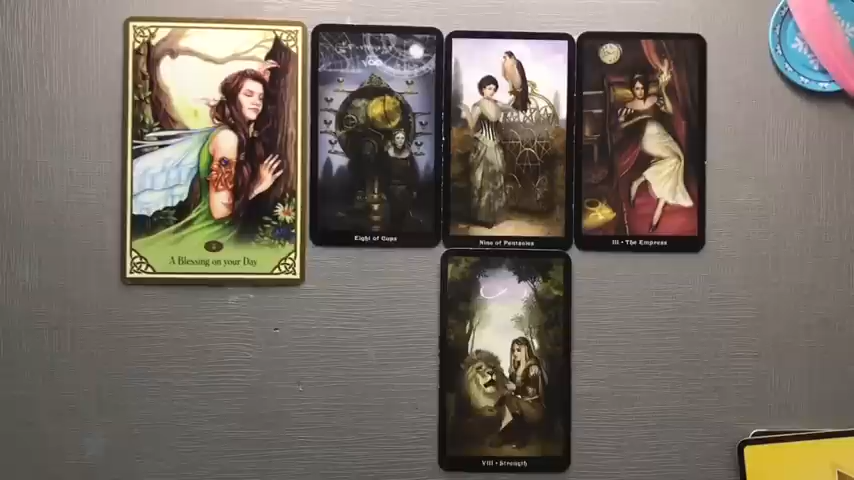 A Blessing on your Day
Eight of Cups
Nine of Pentacles
III • The Empress
VIII • Strength